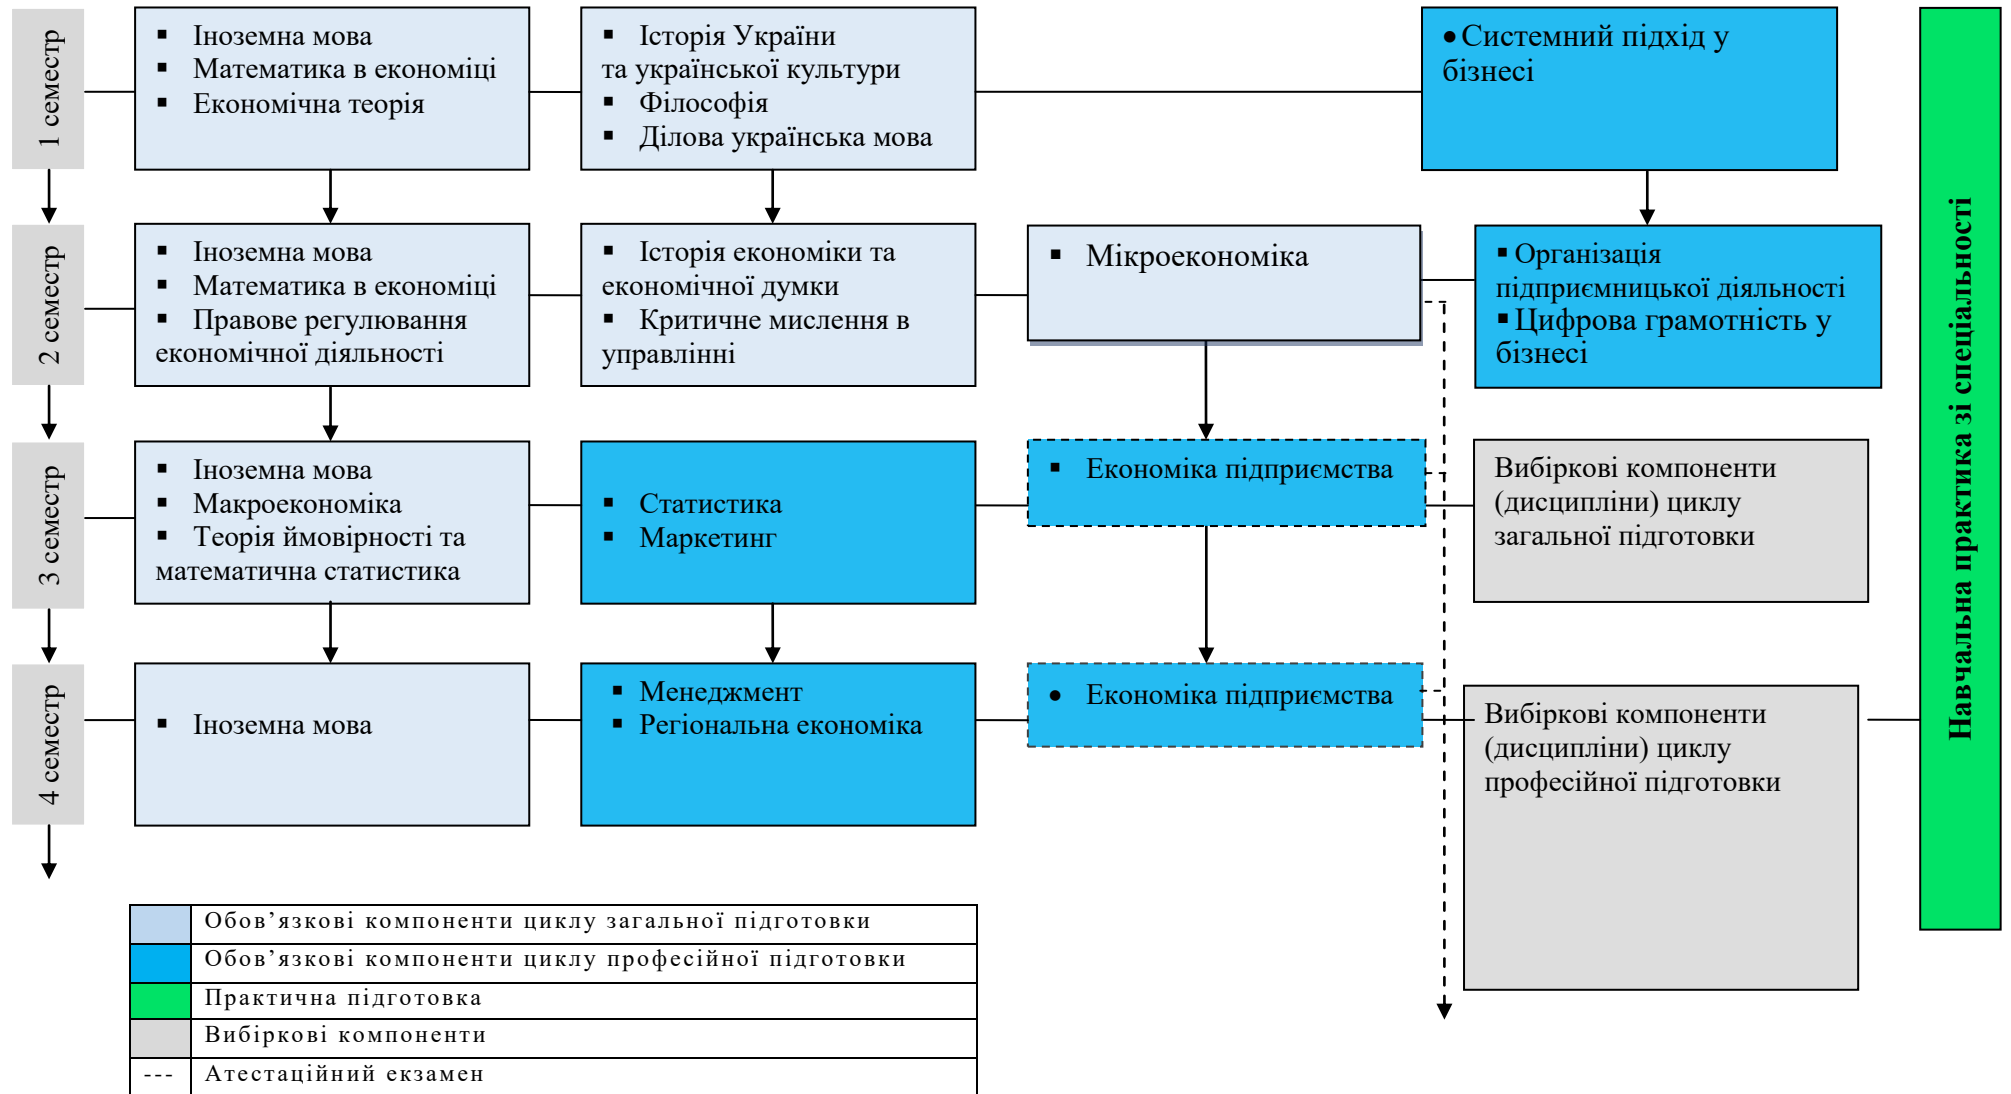 1 семестр
▪ Іноземна мова
▪ Математика в економіці
▪ Економічна теорія
▪ Історія України
та української культури
▪ Філософія
▪ Ділова українська мова
•Системний підхід у
бізнесі
2 семестр
▪ Іноземна мова
▪ Математика в економіці
▪ Правове регулювання
економічної діяльності
▪ Історія економіки та
економічної думки
▪ Критичне мислення в
управлінні
▪ Мікроекономіка
▪ Організація
підприємницької діяльності
▪ Цифрова грамотність у
бізнесі
3 семестр
▪ Іноземна мова
▪ Макроекономіка
▪ Теорія ймовірності та
математична статистика
▪ Статистика
▪ Маркетинг
▪ Економіка підприємства
Вибіркові компоненти
(дисципліни) циклу
загальної підготовки
4 семестр
▪ Іноземна мова
▪ Менеджмент
▪ Регіональна економіка
• Економіка підприємства
Вибіркові компоненти
(дисципліни) циклу
професійної підготовки
Навчальна практика зі спеціальності
Обов’язкові компоненти циклу загальної підготовки
Обов’язкові компоненти циклу професійної підготовки
Практична підготовка
Вибіркові компоненти
--- Атестаційний екзамен